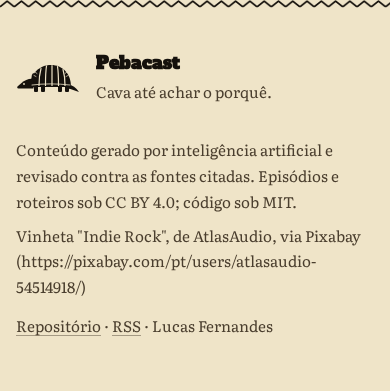 Pebacast
Cava até achar o porquê.
Conteúdo gerado por inteligência artificial e
revisado contra as fontes citadas. Episódios e
roteiros sob CC BY 4.0; código sob MIT.
Vinheta "Indie Rock", de AtlasAudio, via Pixabay
(https://pixabay.com/pt/users/atlasaudio-
54514918/)
Repositório · RSS · Lucas Fernandes